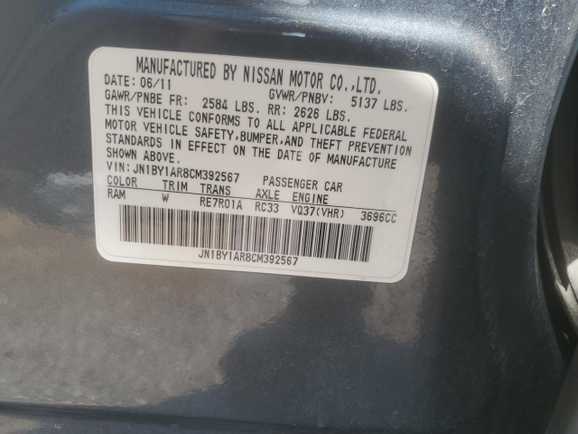 MANUFACTURED BY NISSAN MOTOR CO.,LTD.
DATE: 06/11 GVWR/PNBV: 5137 LBS.
GAWR/PNBE FR: 2584 LBS. RR: 2626 LBS.
THIS VEHICLE CONFORMS TO ALL APPLICABLE FEDERAL
MOTOR VEHICLE SAFETY,BUMPER,AND THEFT PREVENTION
STANDARDS IN EFFECT ON THE DATE OF MANUFACTURE
SHOWN ABOVE.
VIN: JN1BY1AR8CM392567 PASSENGER CAR
COLOR TRIM TRANS AXLE ENGINE
RAM W RE7R01A RC33 VQ37(VHR) 3696CC
JN1BY1AR8CM392567